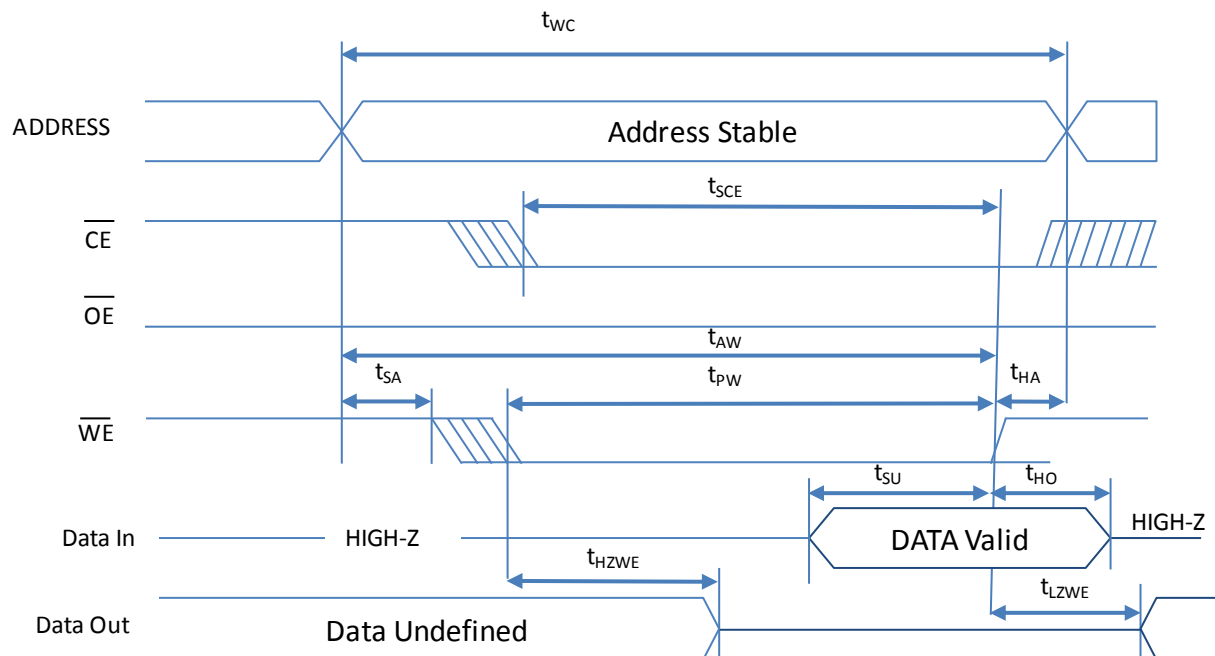 tWC
ADDRESS
Address Stable
tSCE
CE
OE
tAW
tSA
tPW
tHA
WE
tSU
tHO
Data In
HIGH-Z
DATA Valid
HIGH-Z
tHZWE
tLZWE
Data Out
Data Undefined